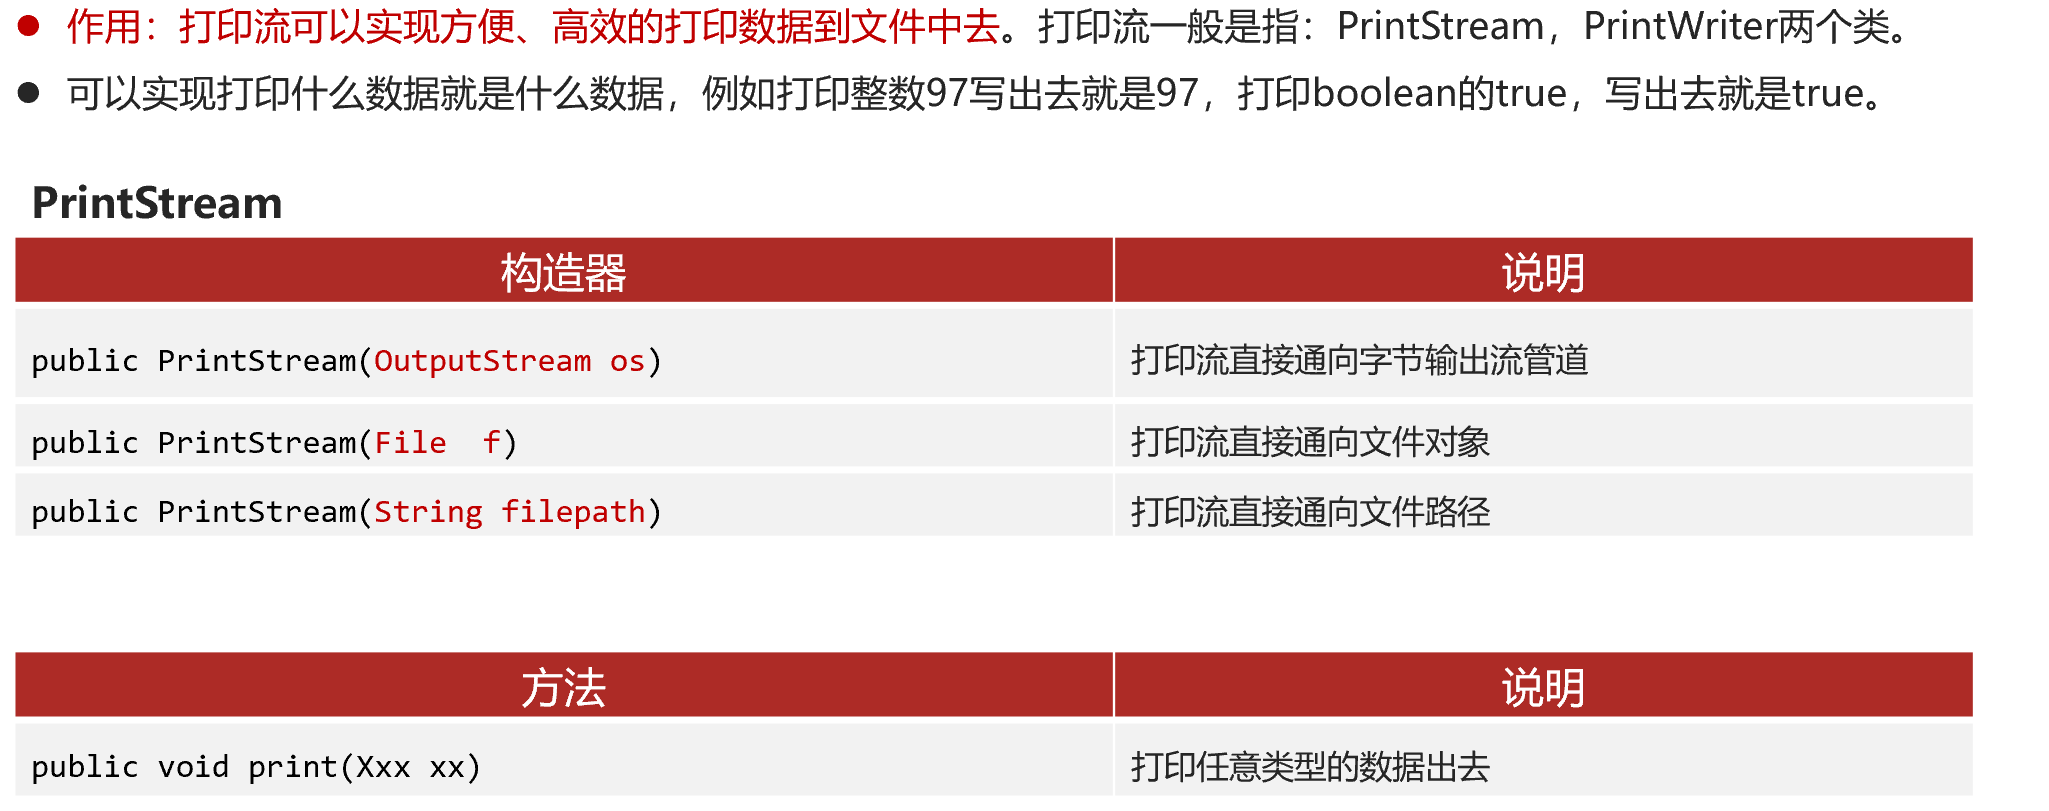 作用：打印流可以实现方便、高效的打印数据到文件中去。打印流一般是指：PrintStream，PrintWriter两个类。
可以实现打印什么数据就是什么数据，例如打印整数97写出去就是97，打印boolean的true，写出去就是true。
PrintStream
构造器 说明
public PrintStream(OutputStream os) 打印流直接通向字节输出流管道
public PrintStream(File  f) 打印流直接通向文件对象
public PrintStream(String filepath) 打印流直接通向文件路径
方法 说明
public void print(Xxx xx) 打印任意类型的数据出去